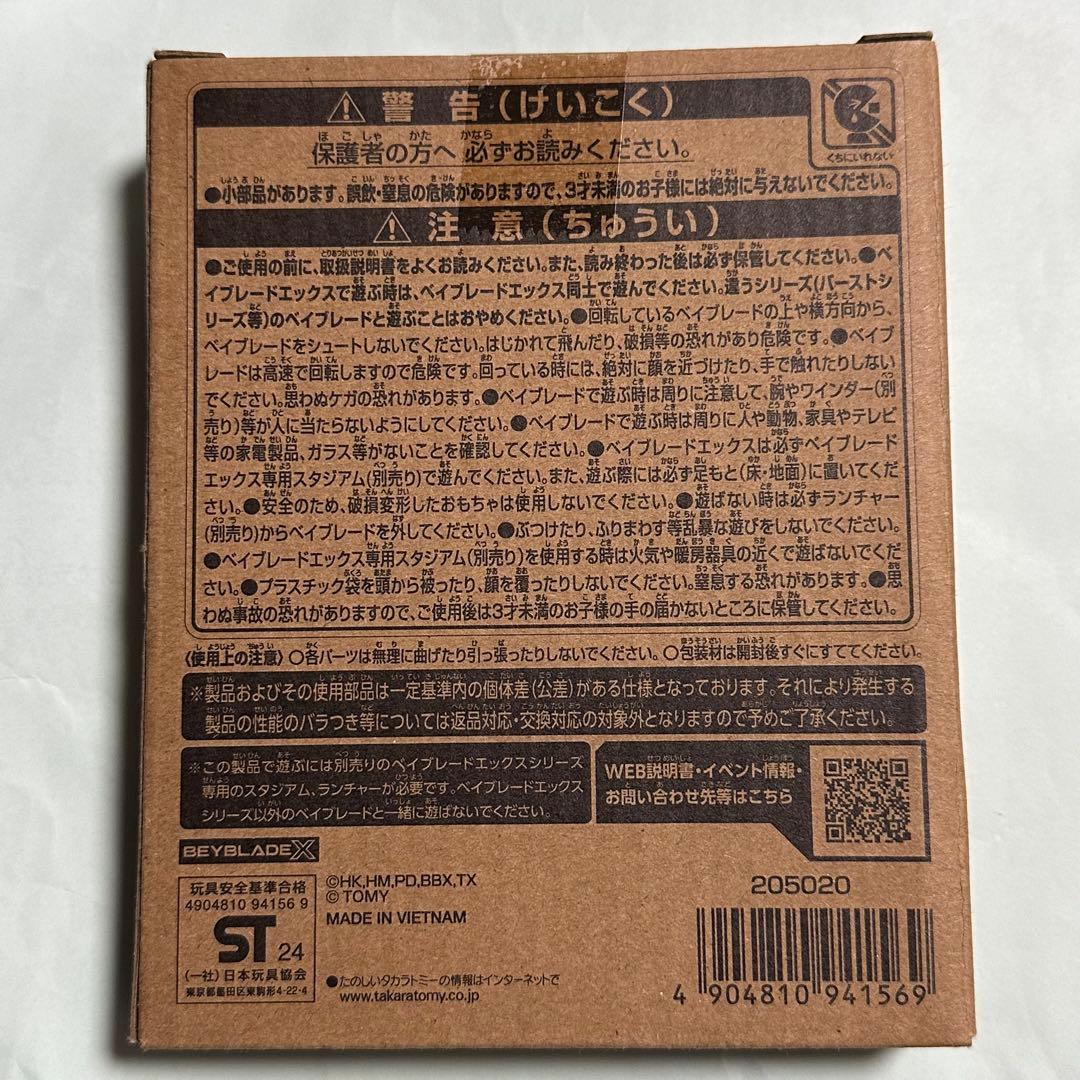 ⚠ 警告(けいこく)
くちにいれない
保護者の方へ 必ずお読みください。
●小部品があります。誤飲・窒息の危険がありますので、3才未満のお子様には絶対に与えないでください。
⚠ 注意(ちゅうい)
●ご使用の前に、取扱説明書をよくお読みください。また、読み終わった後は必ず保管してください。●ベ
イブレードエックスで遊ぶ時は、ベイブレードエックス同士で遊んでください。違うシリーズ(バーストシ
リーズ等)のベイブレードと遊ぶことはおやめください。●回転しているベイブレードの上や横方向から、
ベイブレードをシュートしないでください。はじかれて飛んだり、破損等の恐れがあり危険です。●ベイブ
レードは高速で回転しますので危険です。回っている時には、絶対に顔を近づけたり、手で触れたりしない
でください。思わぬケガの恐れがあります。●ベイブレードで遊ぶ時は周りに注意して、腕やワインダー(別
売り)等が人に当たらないようにしてください。●ベイブレードで遊ぶ時は周りに人や動物、家具やテレビ
等の家電製品、ガラス等がないことを確認してください。●ベイブレードエックスは必ずベイブレード
エックス専用スタジアム(別売り)で遊んでください。また、遊ぶ際には必ず足もと(床・地面)に置いてくだ
さい。●安全のため、破損変形したおもちゃは使用しないでください。●遊ばない時は必ずランチャー
(別売り)からベイブレードを外してください。●ぶつけたり、ふりまわす等乱暴な遊びをしないでください。
●ベイブレードエックス専用スタジアム(別売り)を使用する時は火気や暖房器具の近くで遊ばないでくだ
さい。●プラスチック袋を頭から被ったり、顔を覆ったりしないでください。窒息する恐れがあります。●思
わぬ事故の恐れがありますので、ご使用後は3才未満のお子様の手の届かないところに保管してください。
〈使用上の注意〉○各パーツは無理に曲げたり引っ張ったりしないでください。○包装材は開封後すぐにすててください。
※製品およびその使用部品は一定基準内の個体差(公差)がある仕様となっております。それにより発生する
製品の性能のバラつき等については返品対応・交換対応の対象外となりますので予めご了承ください。
※この製品で遊ぶには別売りのベイブレードエックスシリーズ
専用のスタジアム、ランチャーが必要です。ベイブレードエックス
シリーズ以外のベイブレードと一緒に遊ばないでください。
WEB説明書・イベント情報・
お問い合わせ先等はこちら
BEYBLADE X
玩具安全基準合格
4904810 94156 9
ST 24
(一社)日本玩具協会
東京都墨田区東駒形4-22-4
©HK,HM,PD,BBX,TX
© TOMY
MADE IN VIETNAM
●たのしいタカラトミーの情報はインターネットで
www.takaratomy.co.jp
205020
4 904810 941569